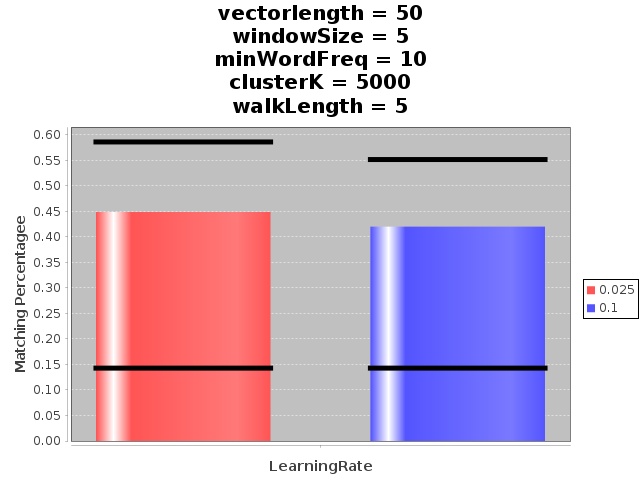 vectorlength = 50
windowSize = 5
minWordFreq = 10
clusterK = 5000
walkLength = 5
0.60
0.55
0.50
0.45
0.40
0.35
0.30
0.25
0.20
0.15
0.10
0.05
0.00
Matching Percentagee
LearningRate
0.025
0.1